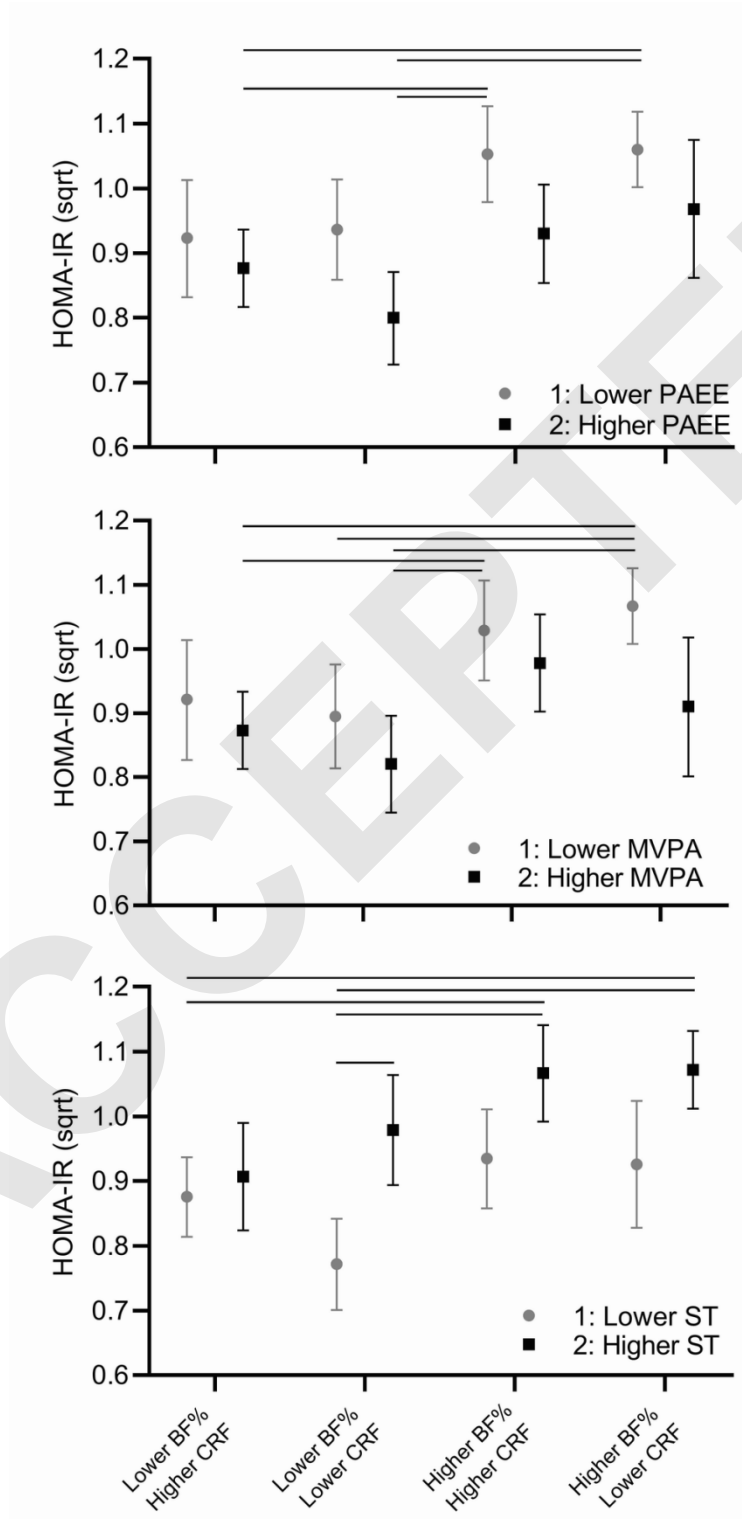 1.2
1.1
1.0
0.9
0.8
0.7
0.6
HOMA-IR (sqrt)
1: Lower PAEE
2: Higher PAEE
1.2
1.1
1.0
0.9
0.8
0.7
0.6
HOMA-IR (sqrt)
1: Lower MVPA
2: Higher MVPA
1.2
1.1
1.0
0.9
0.8
0.7
0.6
HOMA-IR (sqrt)
1: Lower ST
2: Higher ST
Lower BF%
Higher CRF
Lower BF%
Lower CRF
Higher BF%
Higher CRF
Higher BF%
Lower CRF
CCEPTE